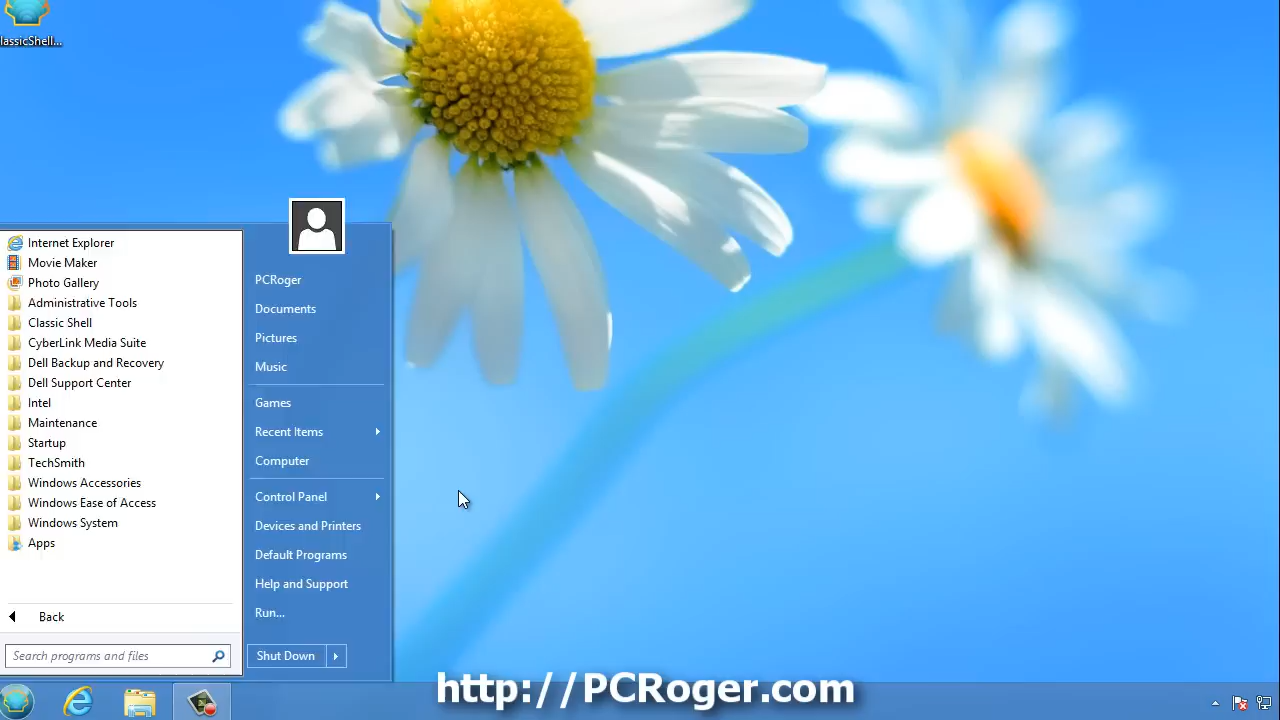 lassicShell...
Internet Explorer
Movie Maker
Photo Gallery
Administrative Tools
Classic Shell
CyberLink Media Suite
Dell Backup and Recovery
Dell Support Center
Intel
Maintenance
Startup
TechSmith
Windows Accessories
Windows Ease of Access
Windows System
Apps
Back
Search programs and files
PCRoger
Documents
Pictures
Music
Games
Recent Items
Computer
Control Panel
Devices and Printers
Default Programs
Help and Support
Run...
Shut Down
http://PCRoger.com